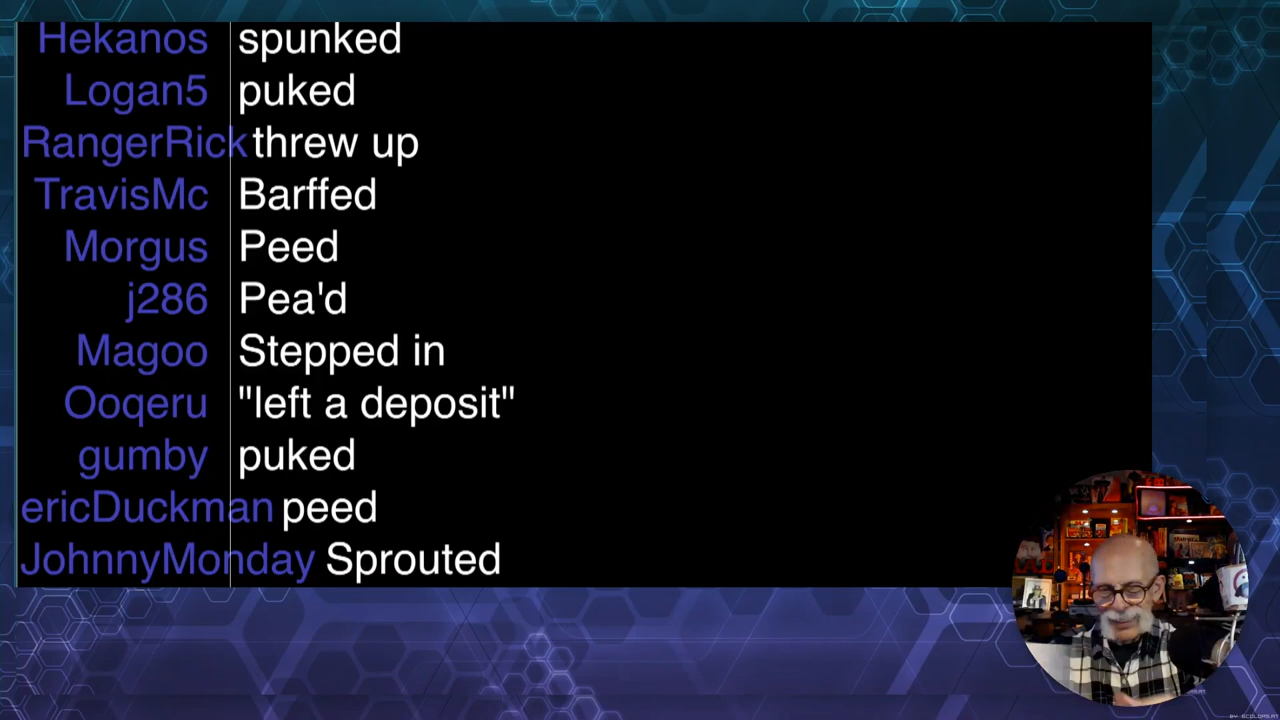 Hekanos spunked
Logan5 puked
RangerRick threw up
TravisMc Barffed
Morgus Peed
j286 Pea'd
Magoo Stepped in
Ooqeru "left a deposit"
gumby puked
ericDuckman peed
JohnnyMonday Sprouted